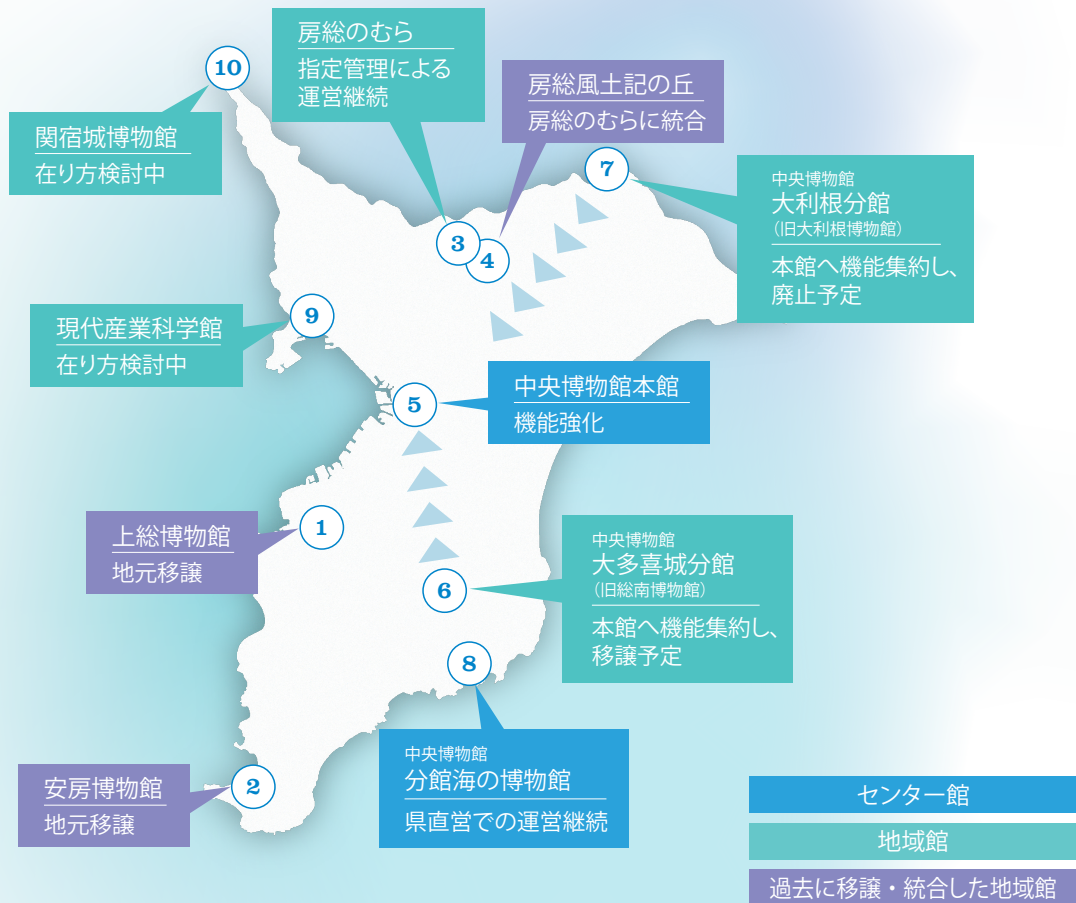 10
関宿城博物館
在り方検討中
房総のむら
指定管理による
運営継続
房総風土記の丘
房総のむらに統合
7
中央博物館
大利根分館
(旧大利根博物館)
本館へ機能集約し、
廃止予定
3
4
9
現代産業科学館
在り方検討中
5
中央博物館本館
機能強化
1
上総博物館
地元移譲
6
中央博物館
大多喜城分館
(旧総南博物館)
本館へ機能集約し、
移譲予定
8
中央博物館
分館海の博物館
県直営での運営継続
2
安房博物館
地元移譲
センター館
地域館
過去に移譲・統合した地域館